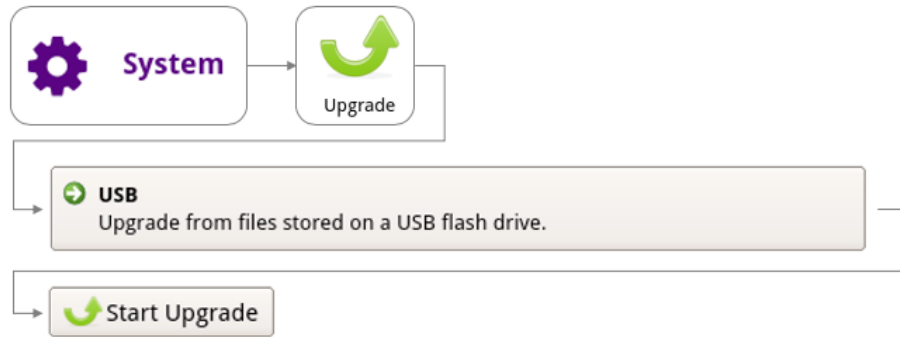 System
Upgrade
USB
Upgrade from files stored on a USB flash drive.
Start Upgrade